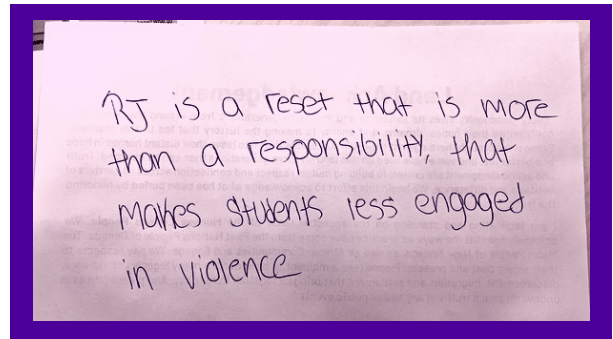 RJ is a reset that is more
than a responsibility, that
makes students less engaged
in violence